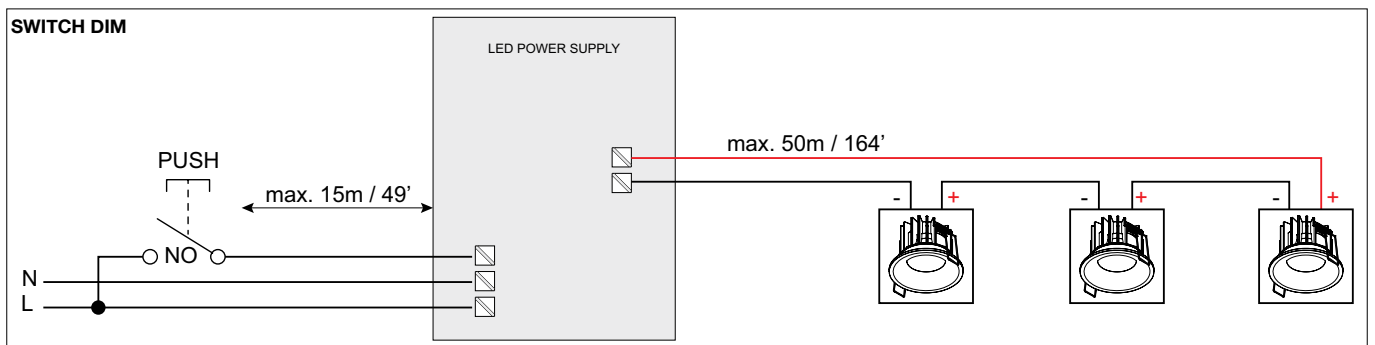 SWITCH DIM
LED POWER SUPPLY
max. 50m / 164’
PUSH
max. 15m / 49’
- + - + - +
NO
N
L